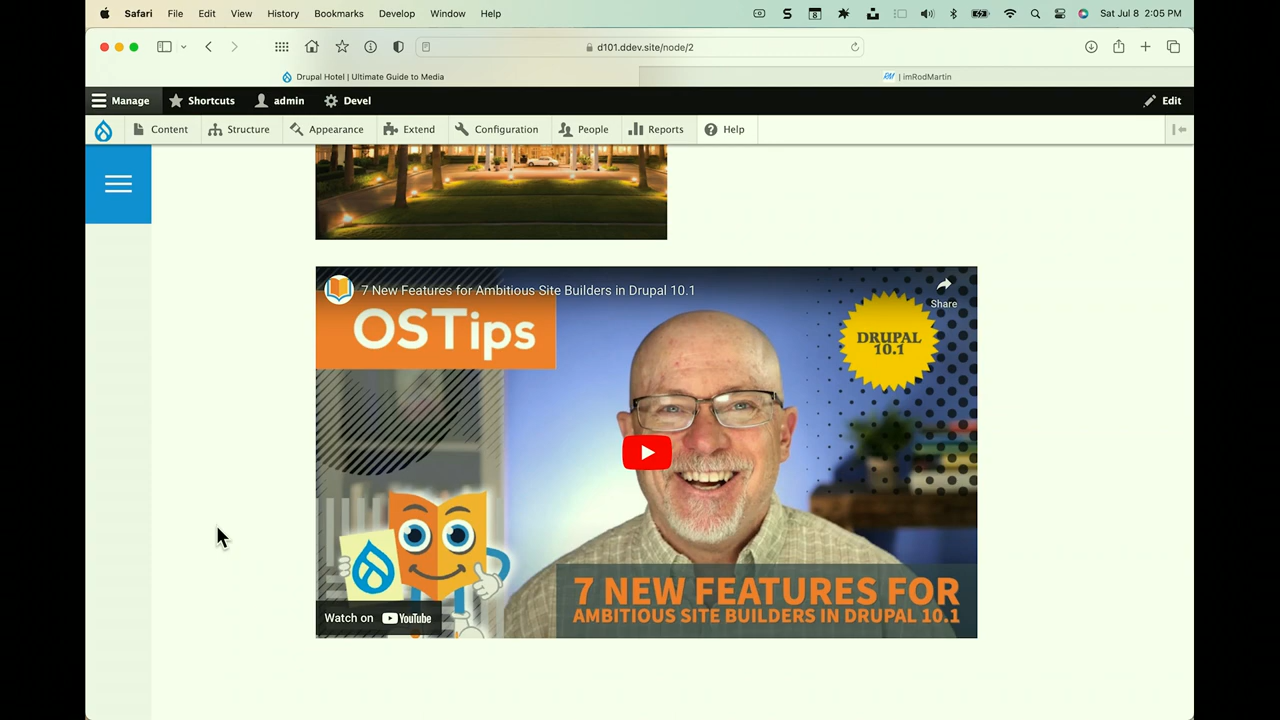 Safari File Edit View History Bookmarks Develop Window Help Sat Jul 8 2:05 PM
d101.ddev.site/node/2
Drupal Hotel | Ultimate Guide to Media
RM | imRodMartin
Manage Shortcuts admin Devel Edit
Content Structure Appearance Extend Configuration People Reports Help
7 New Features for Ambitious Site Builders in Drupal 10.1
Share
OSTips
DRUPAL
10.1
7 NEW FEATURES FOR
AMBITIOUS SITE BUILDERS IN DRUPAL 10.1
Watch on YouTube